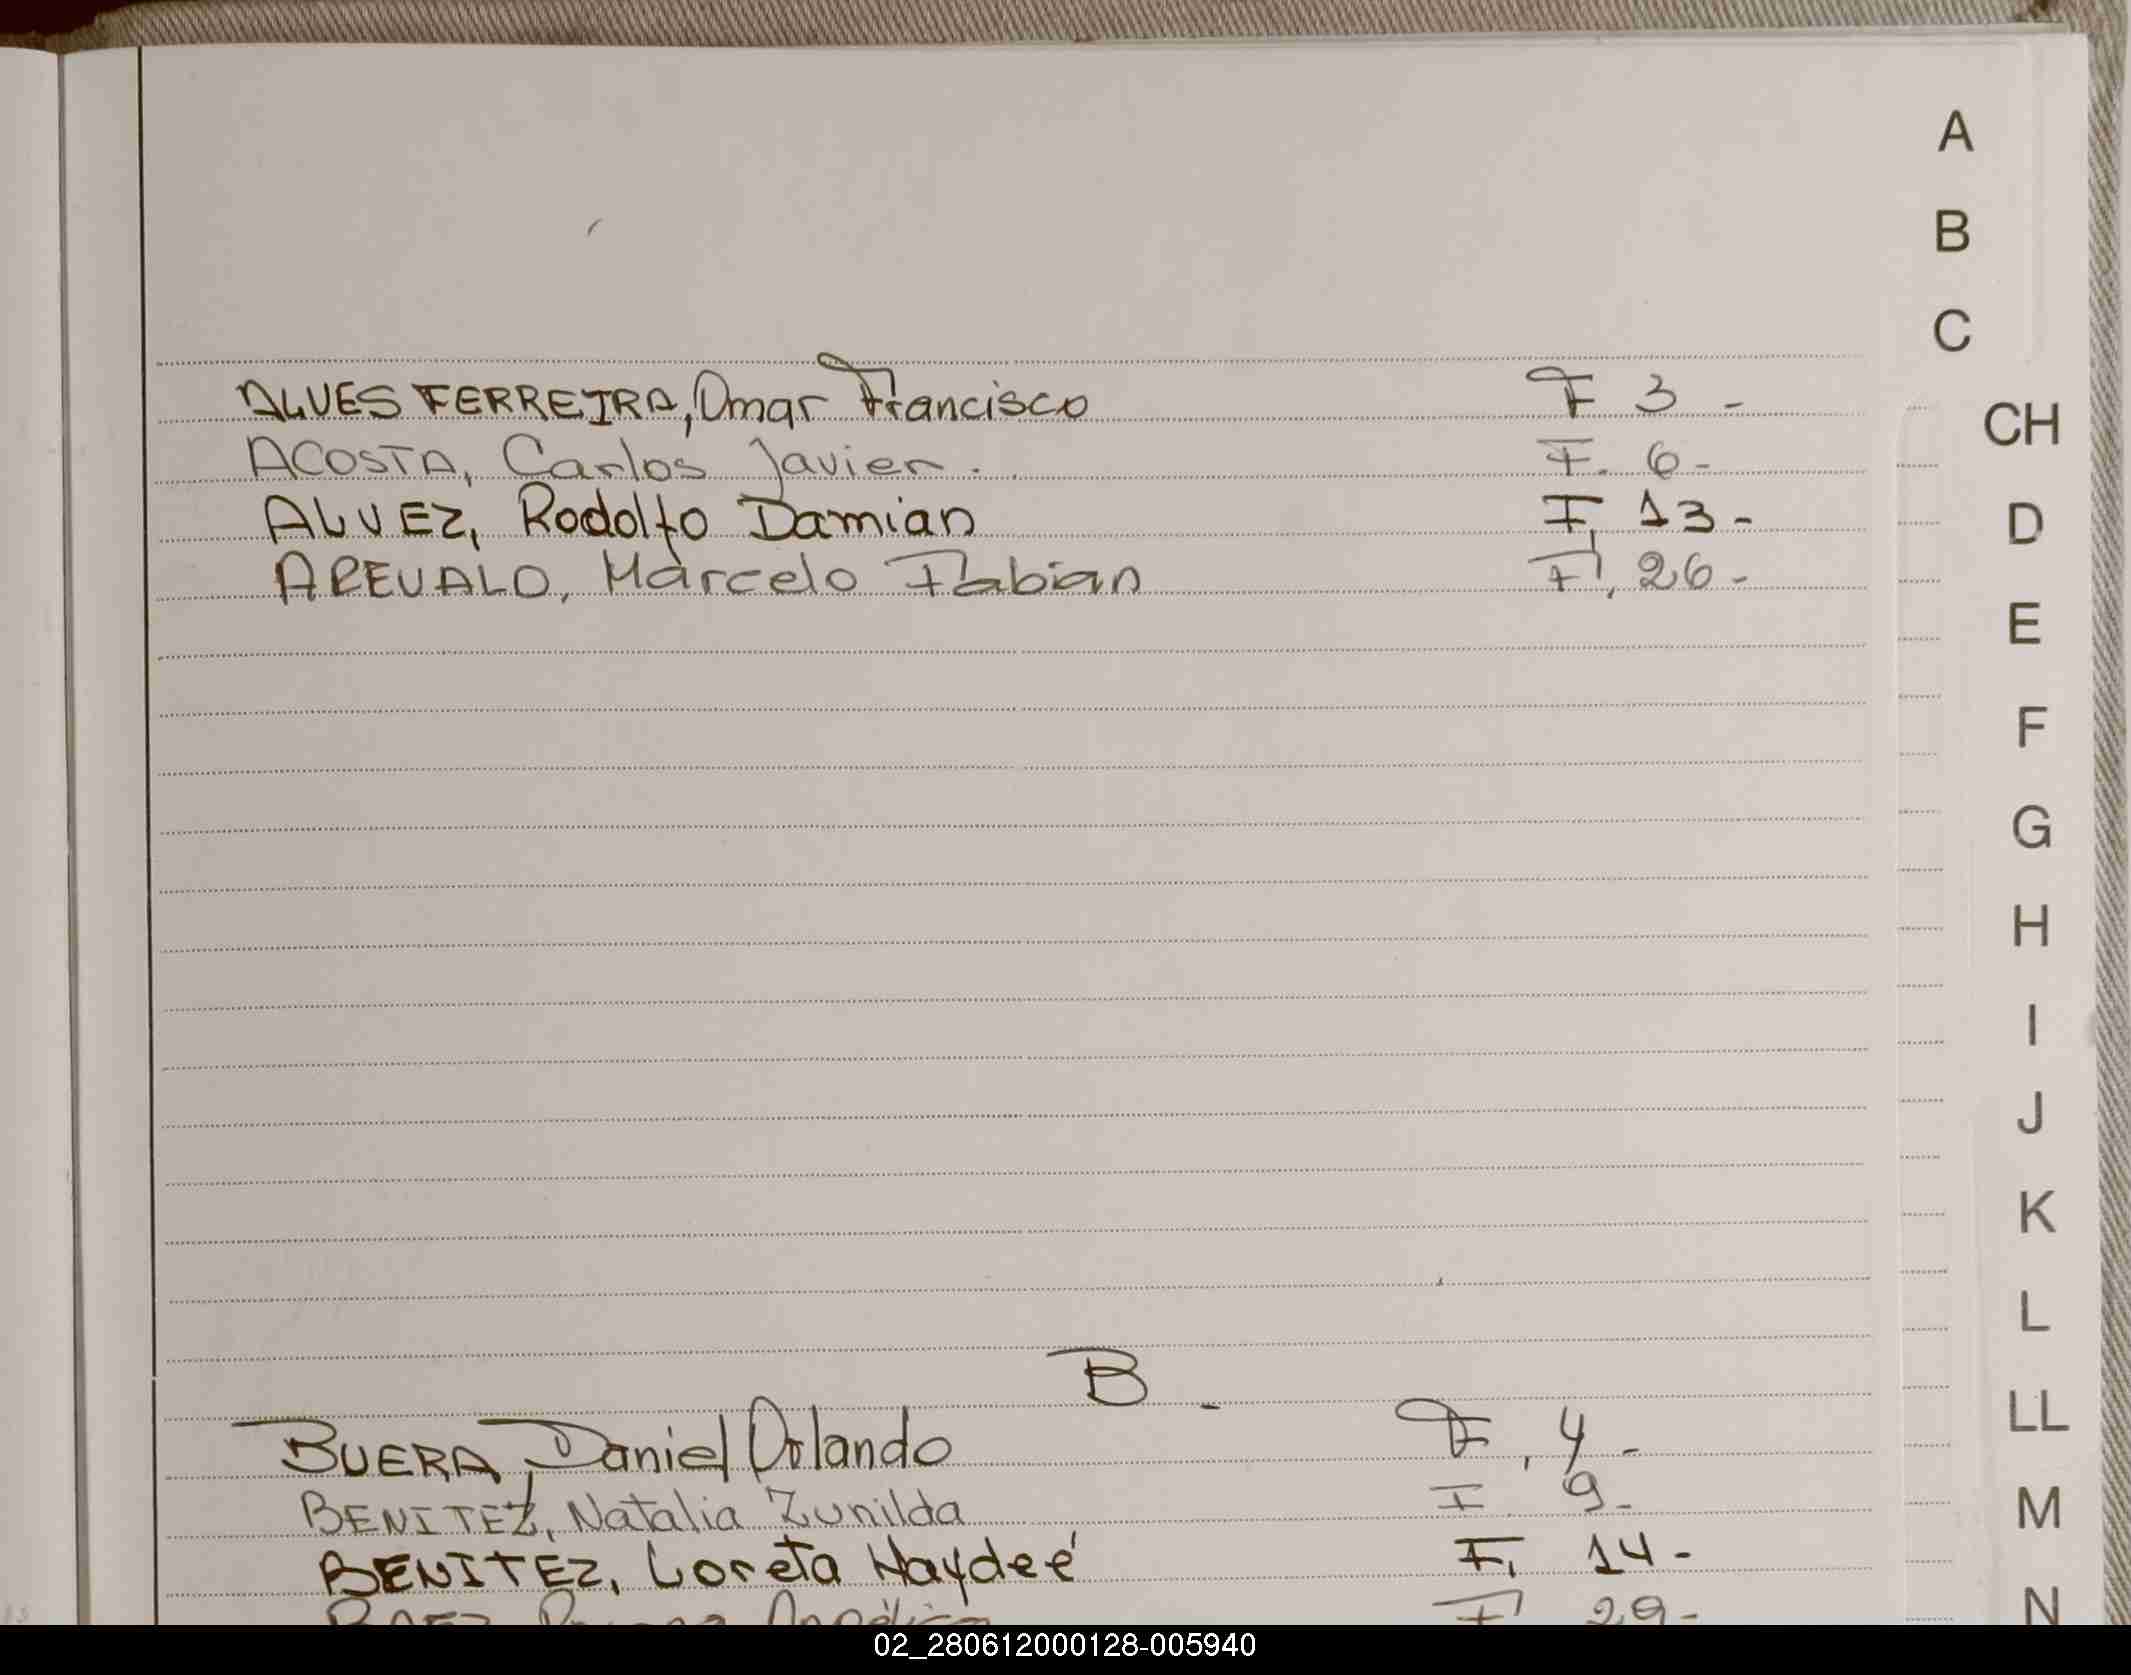 ALVES FERREIRA, Omar Francisco F 3 -
ACOSTA, Carlos Javier. F. 6 -
ALVEZ, Rodolfo Damian F, 13 -
AREVALO, Marcelo Fabian F, 26 -
B -
BUERA, Daniel Orlando F, 4 -
BENITEZ, Natalia Zunilda F. 9 -
BENITEZ, Loreta Haydeé F, 14 -
F 29 -
A
B
C
CH
D
E
F
G
H
I
J
K
L
LL
M
N
02_280612000128-005940